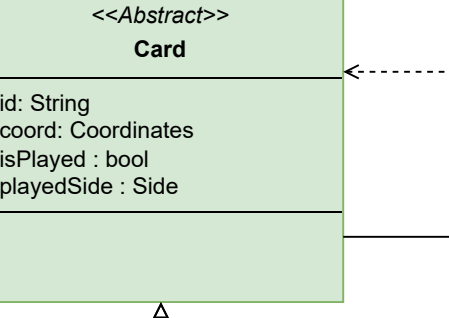 <<Abstract>>
Card
id: String
coord: Coordinates
isPlayed : bool
playedSide : Side